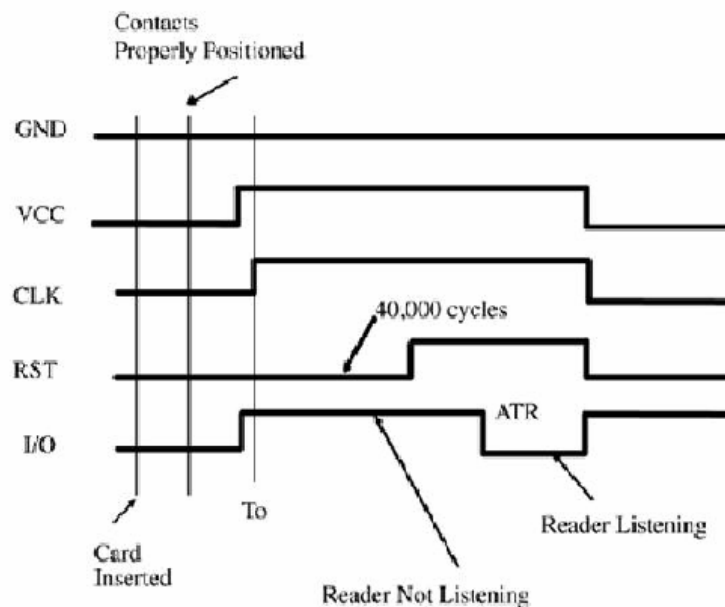 Contacts
Properly Positioned
GND
VCC
CLK
40,000 cycles
RST
ATR
I/O
To
Reader Listening
Card
Inserted
Reader Not Listening